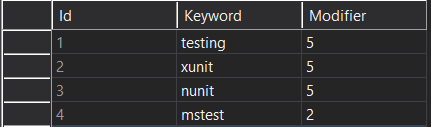 Id Keyword Modifier
1 testing 5
2 xunit 5
3 nunit 5
4 mstest 2